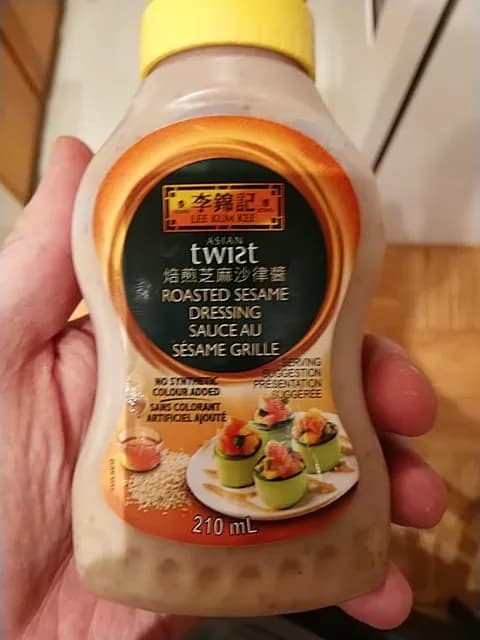 李錦記
LEE KUM KEE
ASIAN
twist
焙煎芝麻沙律醬
ROASTED SESAME
DRESSING
SAUCE AU
SÉSAME GRILLE
SERVING
SUGGESTION
PRÉSENTATION
SUGGÉRÉE
NO SYNTHETIC
COLOUR ADDED
SANS COLORANT
ARTIFICIEL AJOUTÉ
210 mL